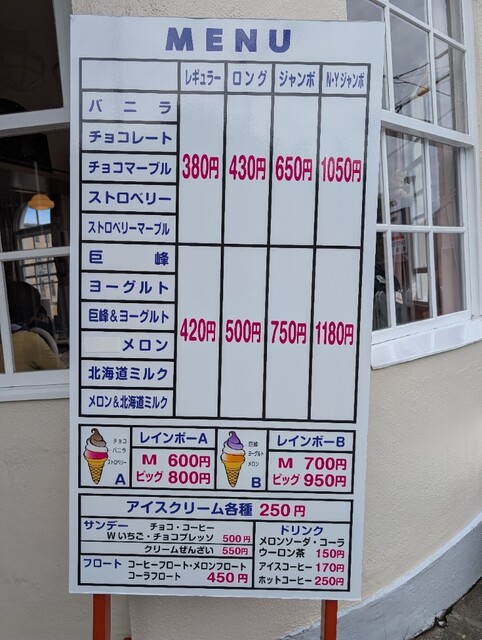 MENU
レギュラー ロング ジャンボ N・Yジャンボ
バニラ
チョコレート
チョコマーブル 380円 430円 650円 1050円
ストロベリー
ストロベリーマーブル
巨峰
ヨーグルト
巨峰&ヨーグルト 420円 500円 750円 1180円
メロン
北海道ミルク
メロン&北海道ミルク
チョコ
バニラ
ストロベリー
A
レインボーA
M 600円
ビッグ 800円
巨峰
ヨーグルト
メロン
B
レインボーB
M 700円
ビッグ 950円
アイスクリーム各種 250円
サンデー チョコ・コーヒー
Wいちご・チョコブレッソ 500円
クリームぜんざい 550円
フロート コーヒーフロート・メロンフロート
コーラフロート 450円
ドリンク
メロンソーダ・コーラ
ウーロン茶 150円
アイスコーヒー 170円
ホットコーヒー 250円